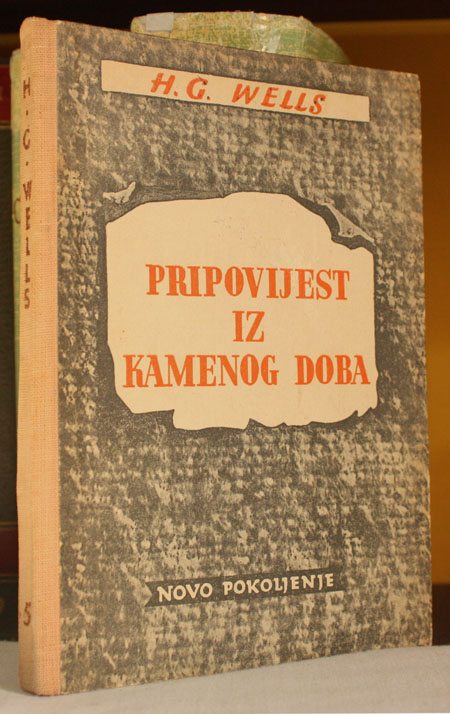 H. G. WELLS
PRIPOVIJEST
IZ
KAMENOG DOBA
NOVO POKOLJENJE
H. G. WELLS
5